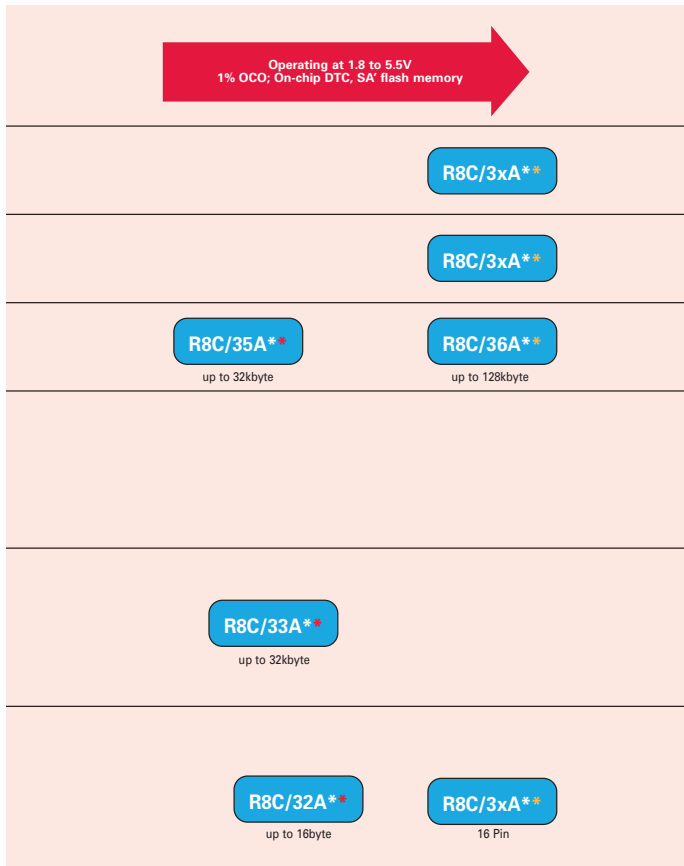 Operating at 1.8 to 5.5V
1% OCO; On-chip DTC, SA' flash memory
R8C/3xA**
R8C/3xA**
R8C/35A** R8C/36A**
up to 32kbyte up to 128kbyte
R8C/33A**
up to 32kbyte
R8C/32A** R8C/3xA**
up to 16byte 16 Pin